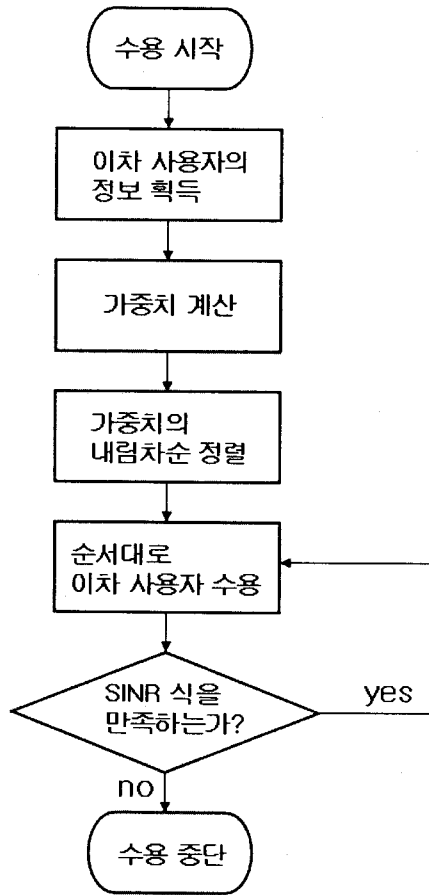 수용 시작
이차 사용자의
정보 획득
가중치 계산
가중치의
내림차순 정렬
순서대로
이차 사용자 수용
SINR 식을
만족하는가?
yes
no
수용 중단